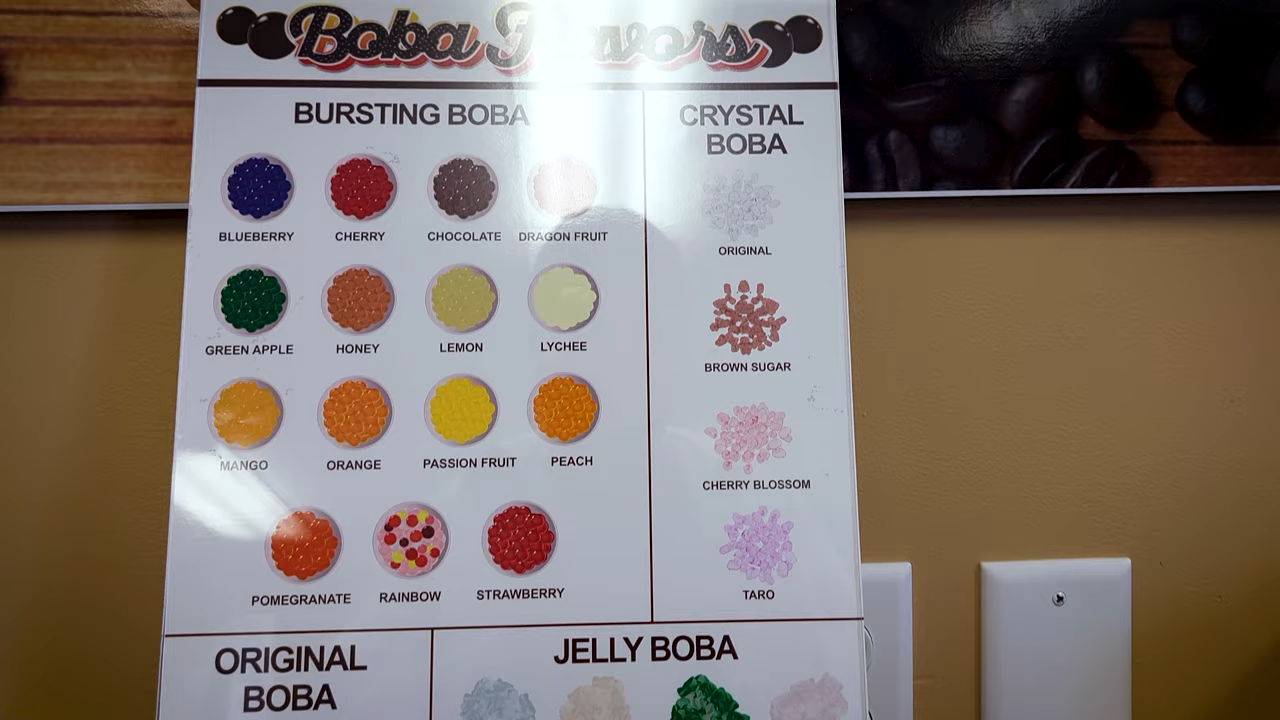 Boba Flavors
BURSTING BOBA
BLUEBERRY
CHERRY
CHOCOLATE
DRAGON FRUIT
GREEN APPLE
HONEY
LEMON
LYCHEE
MANGO
ORANGE
PASSION FRUIT
PEACH
POMEGRANATE
RAINBOW
STRAWBERRY
CRYSTAL
BOBA
ORIGINAL
BROWN SUGAR
CHERRY BLOSSOM
TARO
ORIGINAL
BOBA
JELLY BOBA